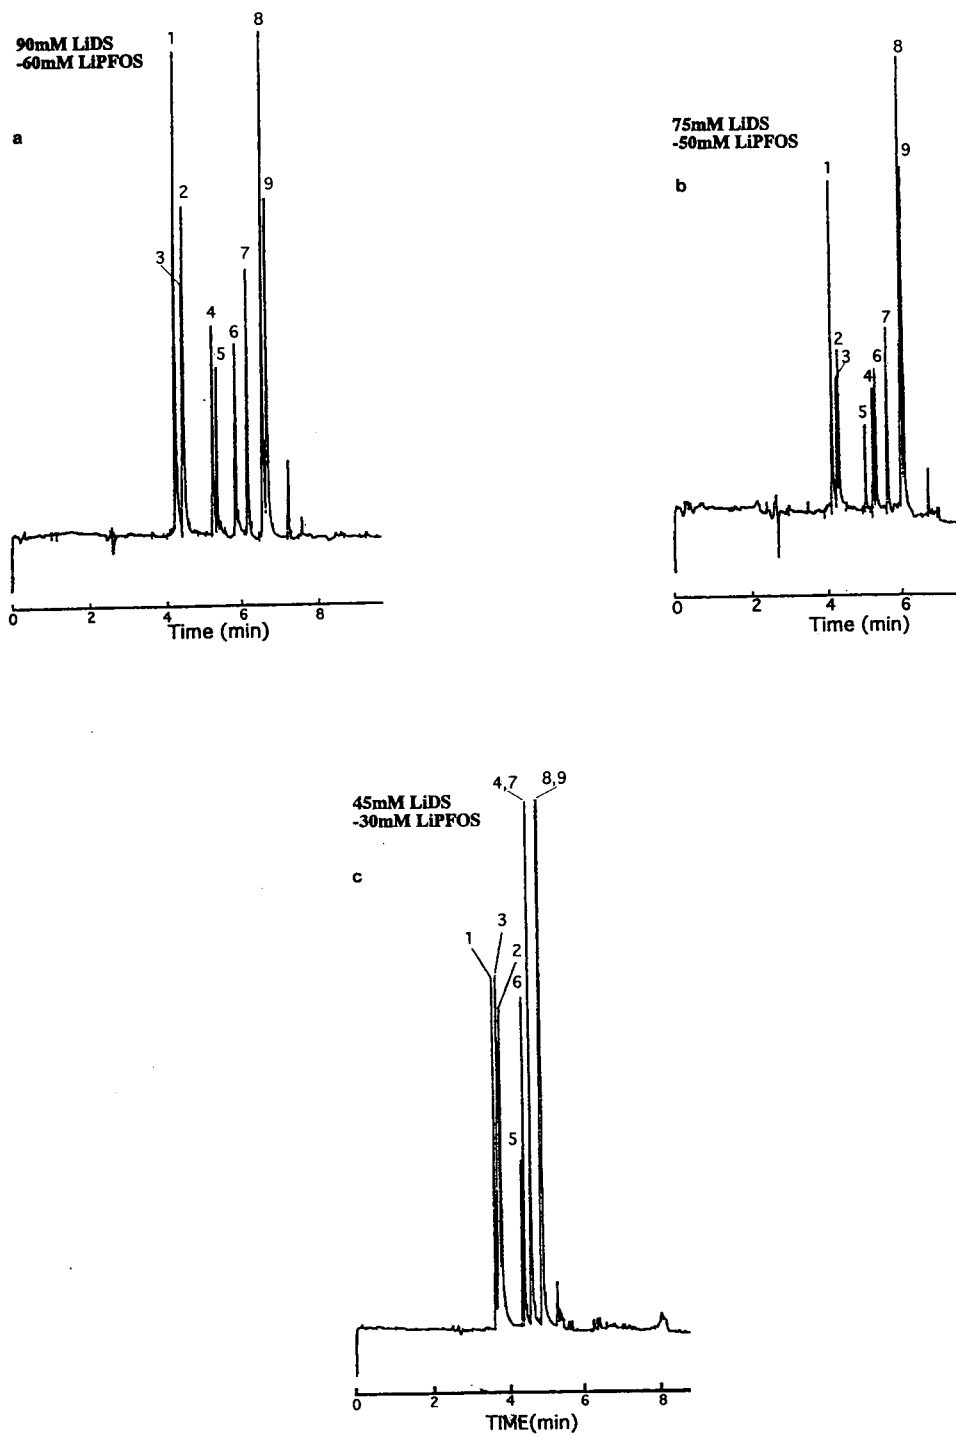 90mM LiDS
-60mM LiPFOS
a
1
2
3
4
5
6
7
8
9
0 2 4 6 8
Time (min)
75mM LiDS
-50mM LiPFOS
b
1
2
3
4
5
6
7
8
9
0 2 4 6
Time (min)
45mM LiDS
-30mM LiPFOS
c
4,7
8,9
1
3
2
6
5
0 2 4 6 8
TIME(min)